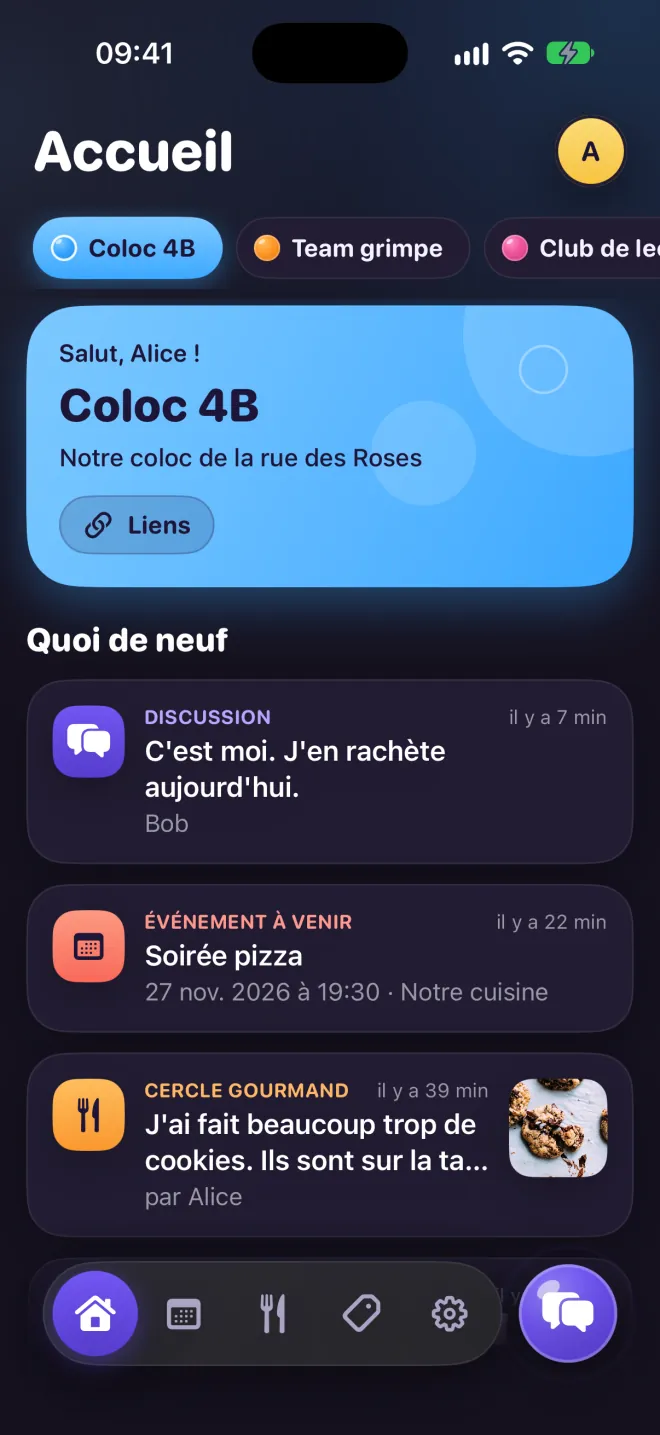 09:41
Accueil
A
Coloc 4B
Team grimpe
Club de
Salut, Alice !
Coloc 4B
Notre coloc de la rue des Roses
Liens
Quoi de neuf
DISCUSSION
il y a 7 min
C'est moi. J'en rachète
aujourd'hui.
Bob
ÉVÉNEMENT À VENIR
il y a 22 min
Soirée pizza
27 nov. 2026 à 19:30 · Notre cuisine
CERCLE GOURMAND
il y a 39 min
J'ai fait beaucoup trop de
cookies. Ils sont sur la ta...
par Alice